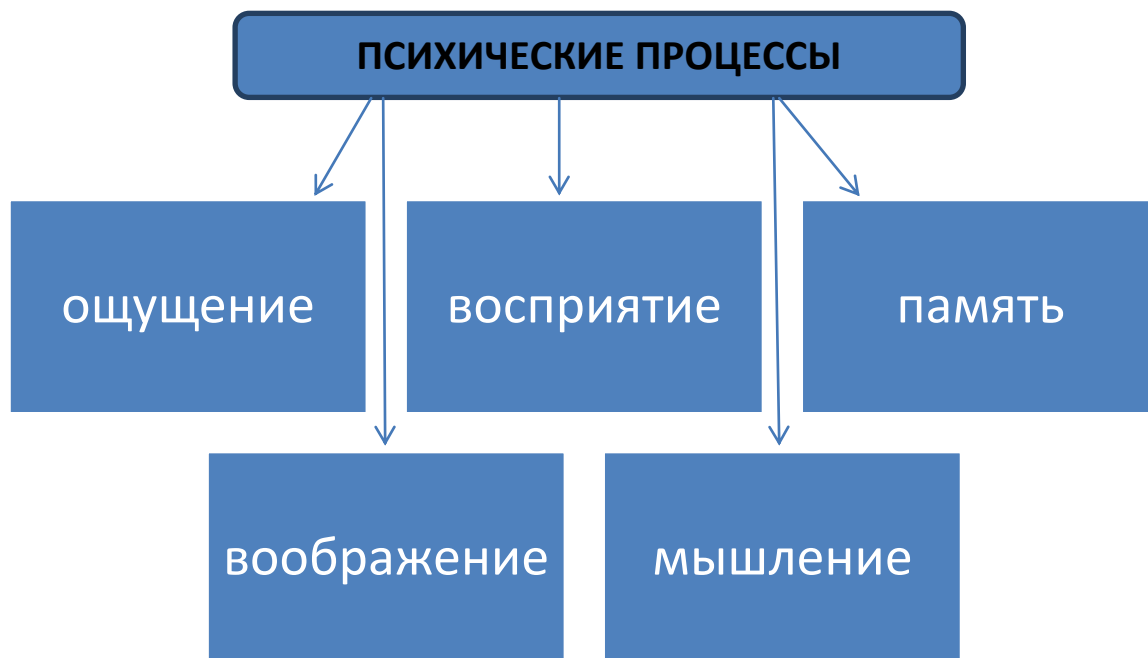 ПСИХИЧЕСКИЕ ПРОЦЕССЫ
ощущение
восприятие
память
воображение
мышление